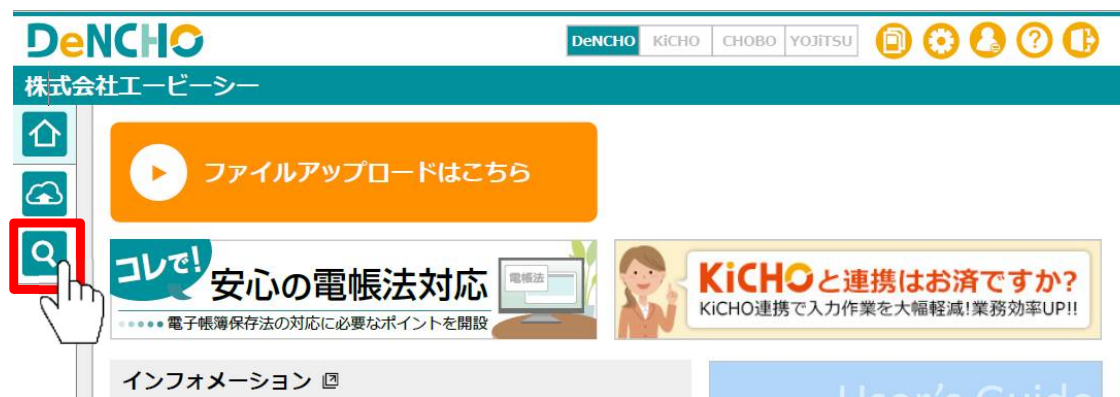 DeNCHO
DeNCHO KiCHO CHOBO YOJiTSU
株式会社エービーシー
ファイルアップロードはこちら
コレで!
安心の電帳法対応
電帳法
電子帳簿保存法の対応に必要なポイントを開設
KiCHOと連携はお済ですか?
KiCHO連携で入力作業を大幅軽減!業務効率UP!!
インフォメーション
User's Guide